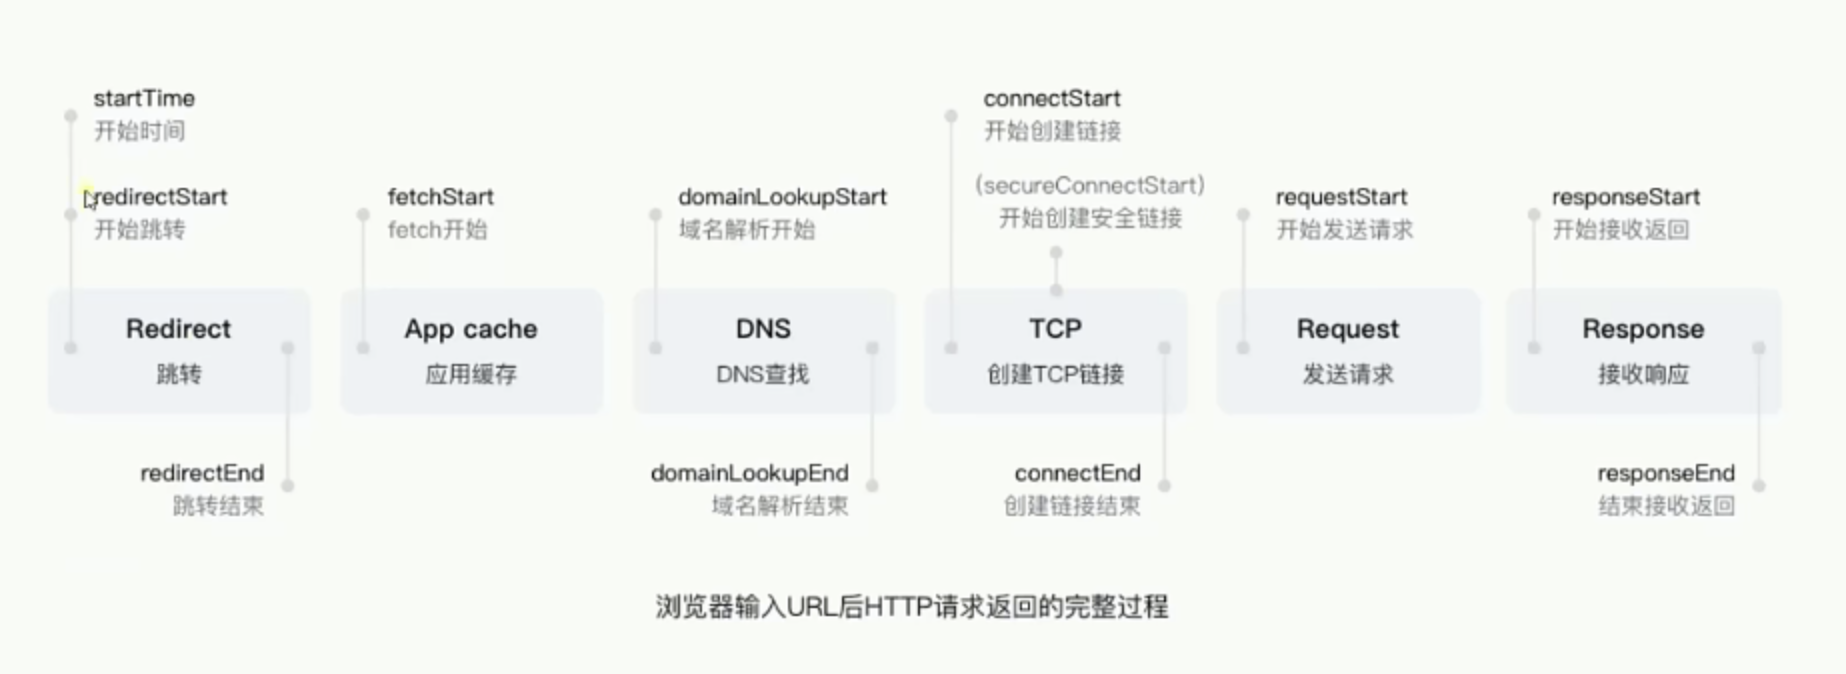 startTime
开始时间
redirectStart
开始跳转
fetchStart
fetch开始
domainLookupStart
域名解析开始
connectStart
开始创建链接
(secureConnectStart)
开始创建安全链接
requestStart
开始发送请求
responseStart
开始接收返回
Redirect
跳转
App cache
应用缓存
DNS
DNS查找
TCP
创建TCP链接
Request
发送请求
Response
接收响应
redirectEnd
跳转结束
domainLookupEnd
域名解析结束
connectEnd
创建链接结束
responseEnd
结束接收返回
浏览器输入URL后HTTP请求返回的完整过程